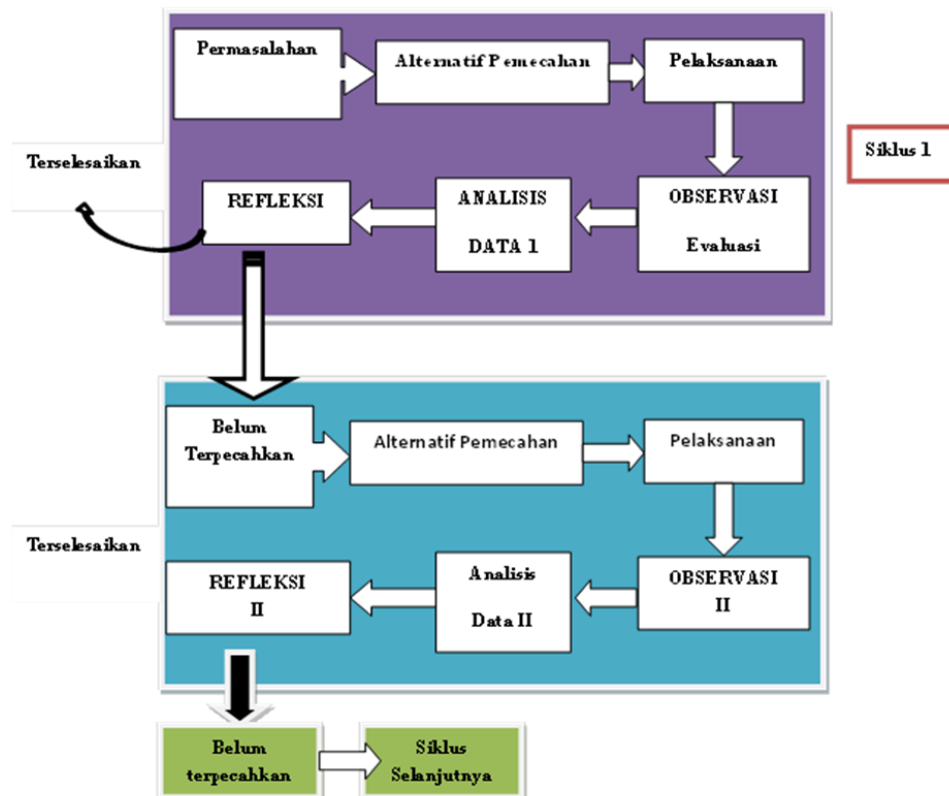 Permasalahan
Alternatif Pemecahan
Pelaksanaan
Siklus 1
Terselesaikan
REFLEKSI
ANALISIS
DATA 1
OBSERVASI
Evaluasi
Belum
Terpecahkan
Alternatif Pemecahan
Pelaksanaan
Terselesaikan
REFLEKSI
II
Analisis
Data II
OBSERVASI
II
Belum
terpecahkan
Siklus
Selanjutnya